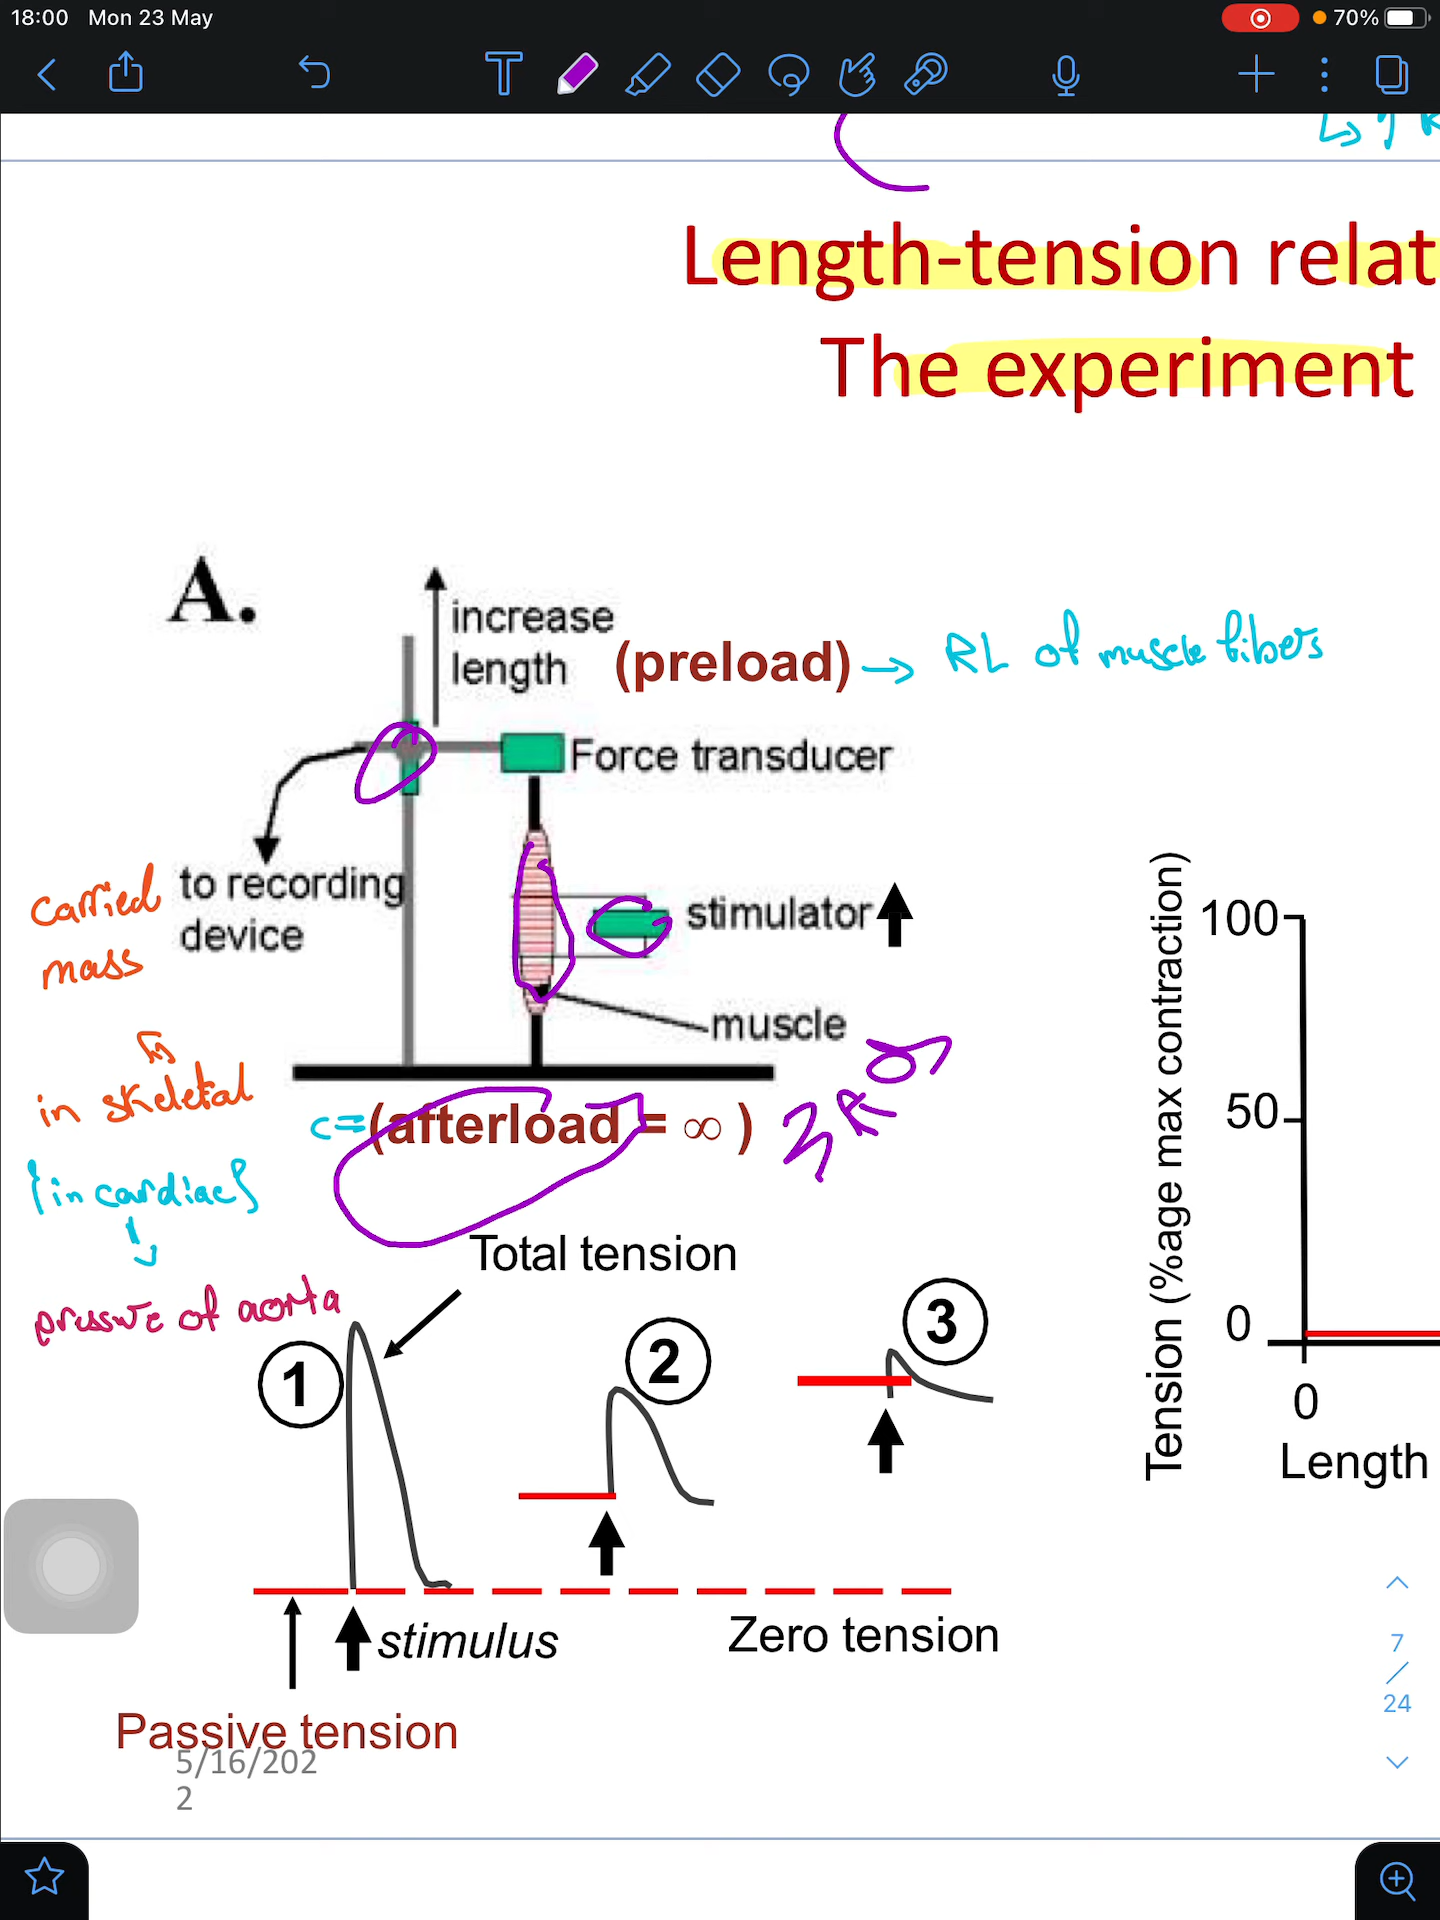 18:00 Mon 23 May
70%
T
Length-tension relat
The experiment
A.
increase
length
(preload) → RL of muscle fibers
Force transducer
to recording
device
carried
mass
stimulator
muscle
in skeletal
c=(afterload = ∞ )
{in cardiac}
pressure of aorta
Total tension
1
2
3
stimulus
Zero tension
Passive tension
5/16/202
2
Tension (%age max contraction)
100
50
0
0
Length
7
/
24